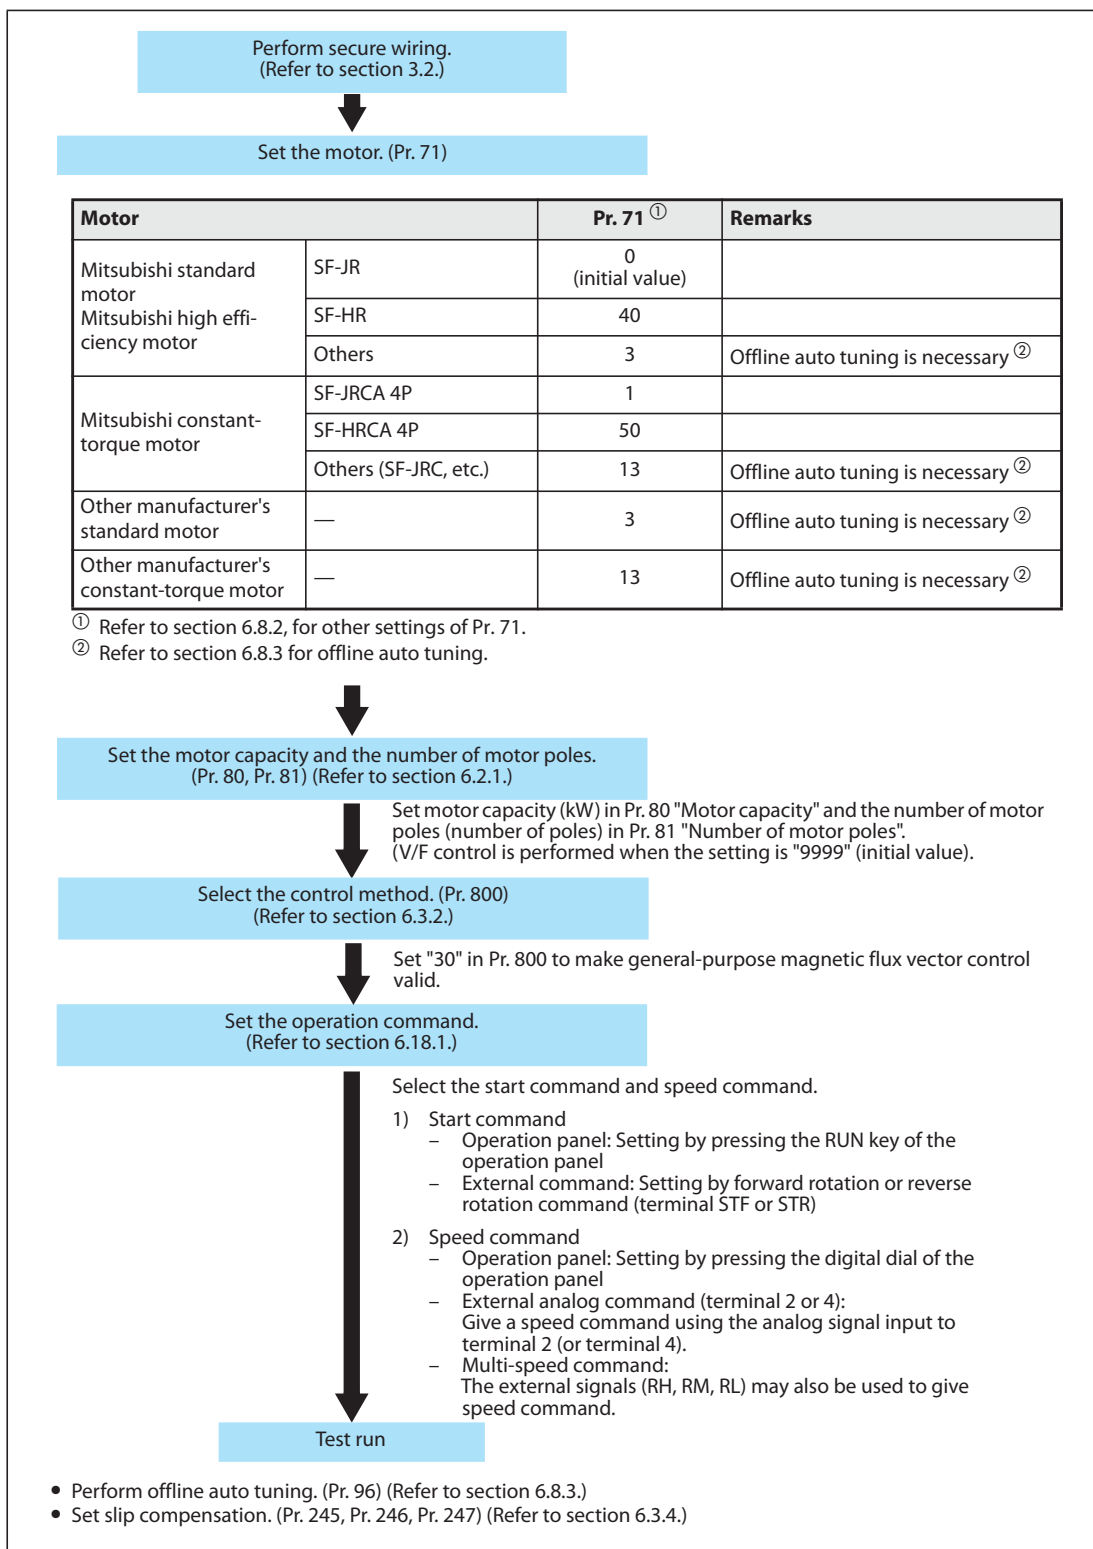 Perform secure wiring.
(Refer to section 3.2.)
Set the motor. (Pr. 71)
Motor Pr. 71 ① Remarks
Mitsubishi standard
motor
Mitsubishi high effi-
ciency motor
SF-JR 0
(initial value)
SF-HR 40
Others 3 Offline auto tuning is necessary ②
Mitsubishi constant-
torque motor
SF-JRCA 4P 1
SF-HRCA 4P 50
Others (SF-JRC, etc.) 13 Offline auto tuning is necessary ②
Other manufacturer's
standard motor
— 3 Offline auto tuning is necessary ②
Other manufacturer's
constant-torque motor
— 13 Offline auto tuning is necessary ②
① Refer to section 6.8.2, for other settings of Pr. 71.
② Refer to section 6.8.3 for offline auto tuning.
Set the motor capacity and the number of motor poles.
(Pr. 80, Pr. 81) (Refer to section 6.2.1.)
Set motor capacity (kW) in Pr. 80 "Motor capacity" and the number of motor
poles (number of poles) in Pr. 81 "Number of motor poles".
(V/F control is performed when the setting is "9999" (initial value).
Select the control method. (Pr. 800)
(Refer to section 6.3.2.)
Set "30" in Pr. 800 to make general-purpose magnetic flux vector control
valid.
Set the operation command.
(Refer to section 6.18.1.)
Select the start command and speed command.
1) Start command
– Operation panel: Setting by pressing the RUN key of the
operation panel
– External command: Setting by forward rotation or reverse
rotation command (terminal STF or STR)
2) Speed command
– Operation panel: Setting by pressing the digital dial of the
operation panel
– External analog command (terminal 2 or 4):
Give a speed command using the analog signal input to
terminal 2 (or terminal 4).
– Multi-speed command:
The external signals (RH, RM, RL) may also be used to give
speed command.
Test run
● Perform offline auto tuning. (Pr. 96) (Refer to section 6.8.3.)
● Set slip compensation. (Pr. 245, Pr. 246, Pr. 247) (Refer to section 6.3.4.)